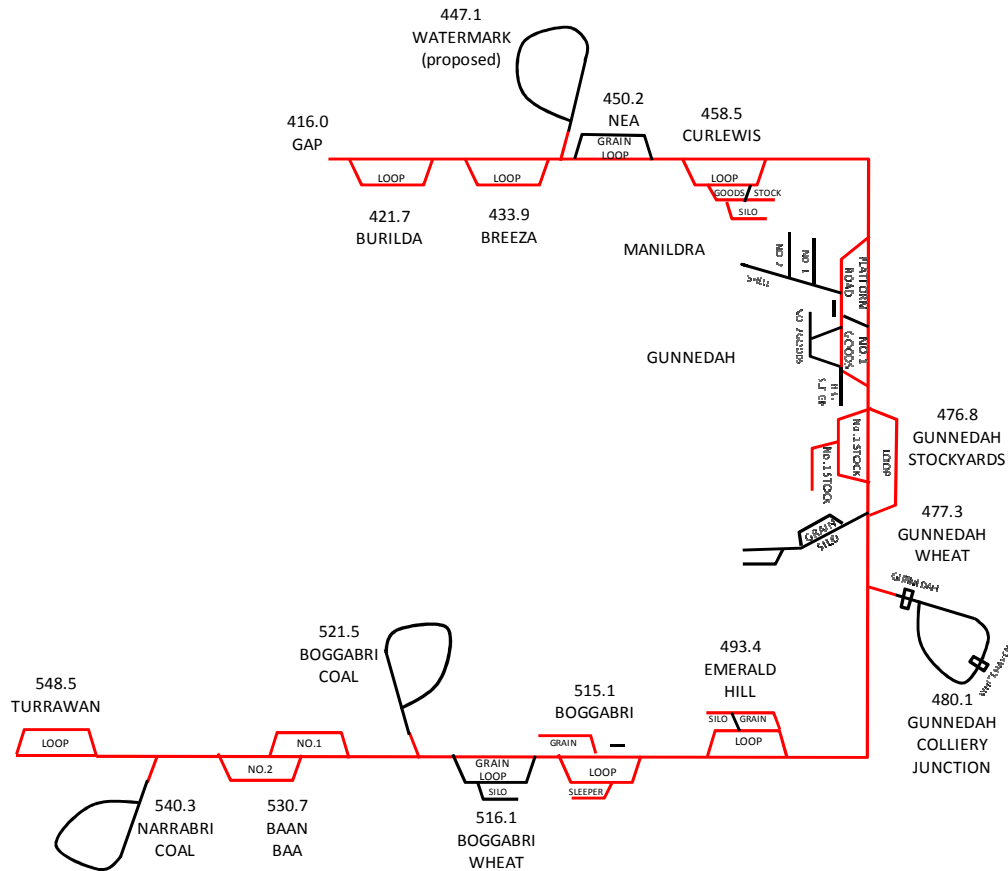 447.1
WATERMARK
(proposed)
416.0
GAP
450.2
NEA
GRAIN
LOOP
458.5
CURLEWIS
LOOP
LOOP
LOOP
GOODS
STOCK
SILO
421.7
BURILDA
433.9
BREEZA
MANILDRA
NO 2
NO 1
PLATFORM
ROAD
GUNNEDAH
NO.1
GOODS
476.8
GUNNEDAH
STOCKYARDS
No.1STOCK
LOOP
No.1STOCK
477.3
GUNNEDAH
WHEAT
GRAIN
SILO
GUNNEDAH
480.1
GUNNEDAH
COLLIERY
JUNCTION
493.4
EMERALD
HILL
SILO
GRAIN
LOOP
521.5
BOGGABRI
COAL
515.1
BOGGABRI
GRAIN
LOOP
SLEEPER
548.5
TURRAWAN
LOOP
NO.1
NO.2
GRAIN
LOOP
SILO
540.3
NARRABRI
COAL
530.7
BAAN
BAA
516.1
BOGGABRI
WHEAT